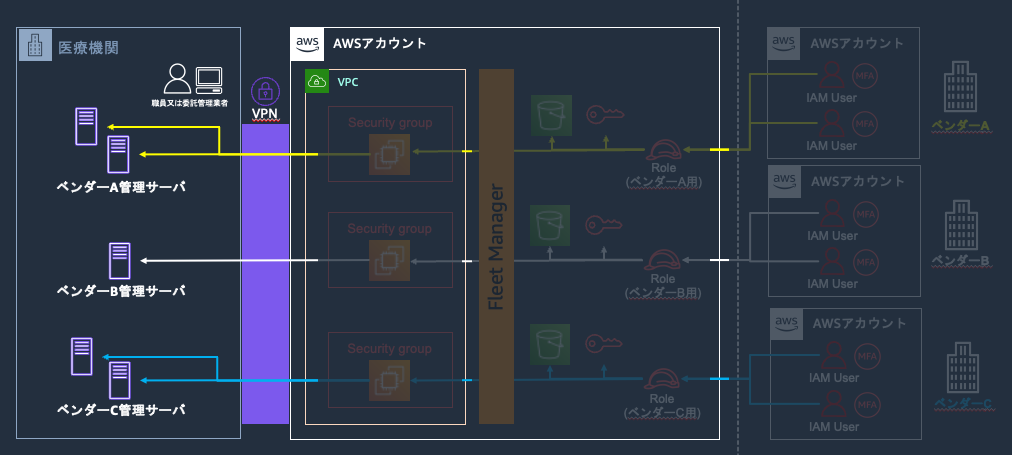 医療機関
職員又は委託管理業者
ベンダーA管理サーバ
ベンダーB管理サーバ
ベンダーC管理サーバ
VPN
aws
AWSアカウント
VPC
Security group
Security group
Security group
Fleet Manager
Role
(ベンダーA用)
Role
(ベンダーB用)
Role
(ベンダーC用)
aws
AWSアカウント
MFA
IAM User
MFA
IAM User
ベンダーA
aws
AWSアカウント
MFA
IAM User
MFA
IAM User
ベンダーB
aws
AWSアカウント
MFA
IAM User
MFA
IAM User
ベンダーC